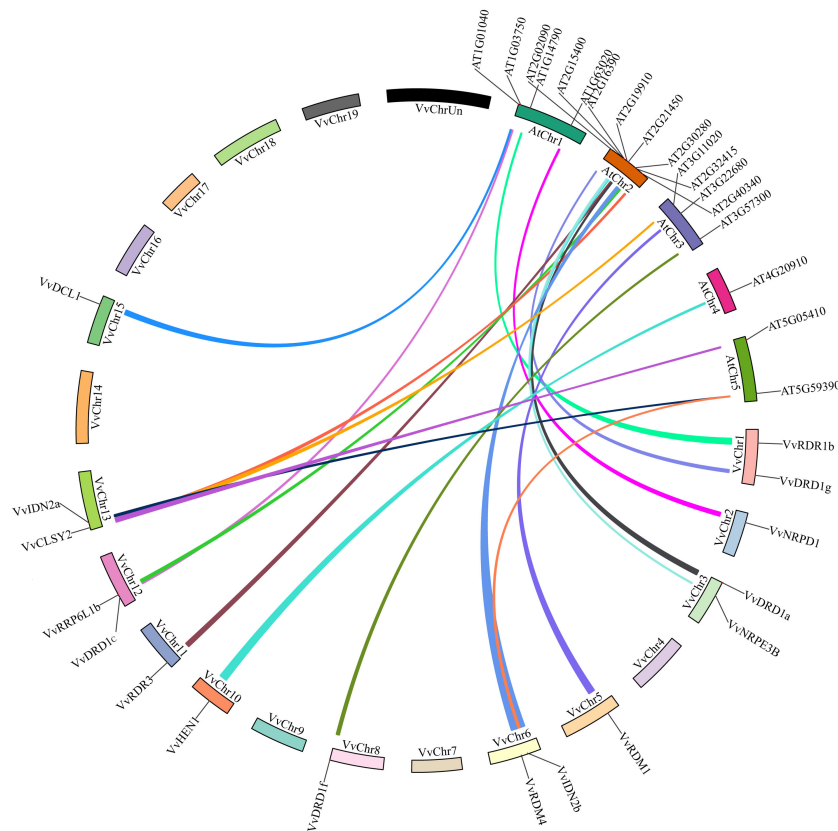 AT1G01040
AT1G03750
AT2G02090
AT1G14790
AT2G15400
AT1G63020
AT2G16390
AT2G19910
AT2G21450
AT2G30280
AT3G11020
AT2G32415
AT3G22680
AT2G40340
AT3G57300
AT4G20910
AT5G05410
AT5G59390
AtChr1
AtChr2
AtChr3
AtChr4
AtChr5
VvChr1
VvRDR1b
VvDRD1g
VvChr2
VvNRPD1
VvChr3
VvDRD1a
VvNRPE3B
VvChr4
VvChr5
VvRDM1
VvChr6
VvIDN2b
VvRDM4
VvChr7
VvChr8
VvDRD1f
VvChr9
VvChr10
VvHEN1
VvChr11
VvRDR3
VvChr12
VvDRD1c
VvRRP6L1b
VvChr13
VvCLSY2
VvIDN2a
VvChr14
VvChr15
VvDCL1
VvChr16
VvChr17
VvChr18
VvChr19
VvChrUn